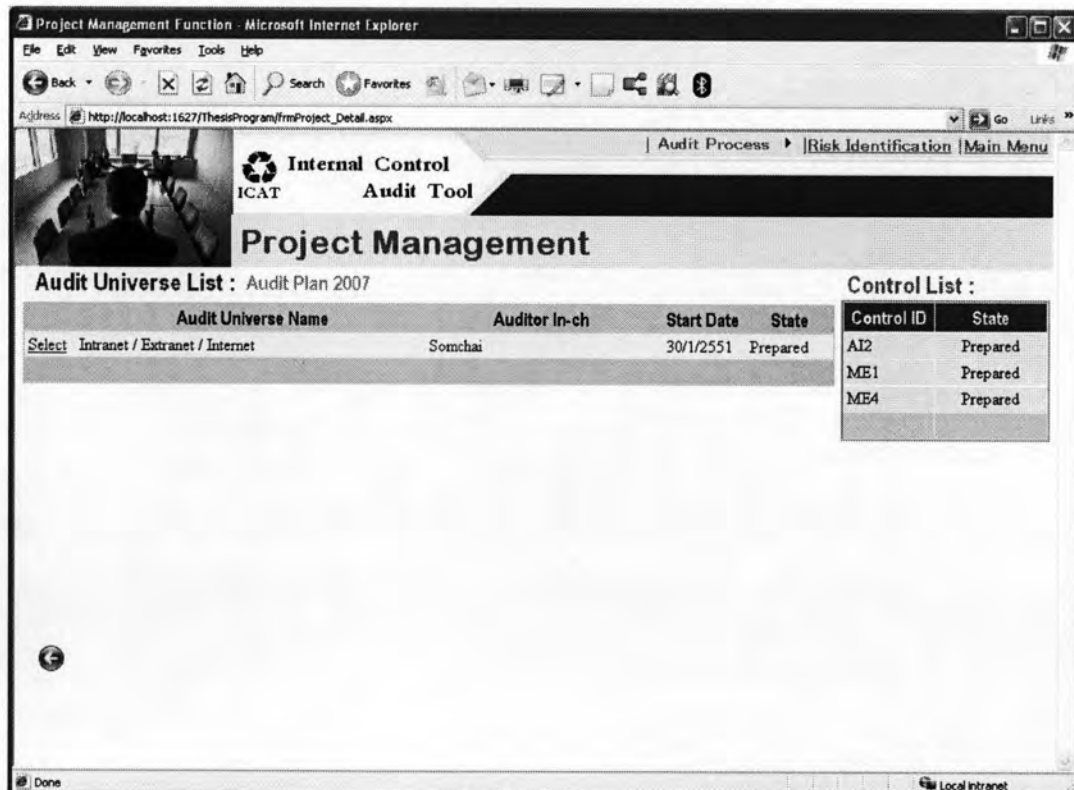 Project Management Function - Microsoft Internet Explorer
File Edit View Favorites Tools Help
Back Search Favorites
Address http://localhost:1627/ThesisProgram/frmProject_Detail.aspx Go Links »
| Audit Process |Risk Identification |Main Menu
Internal Control
ICAT Audit Tool
Project Management
Audit Universe List : Audit Plan 2007
Audit Universe Name Auditor In-ch Start Date State
Select Intranet / Extranet / Internet Somchai 30/1/2551 Prepared
Control List :
Control ID State
AI2 Prepared
ME1 Prepared
ME4 Prepared
Done Local intranet